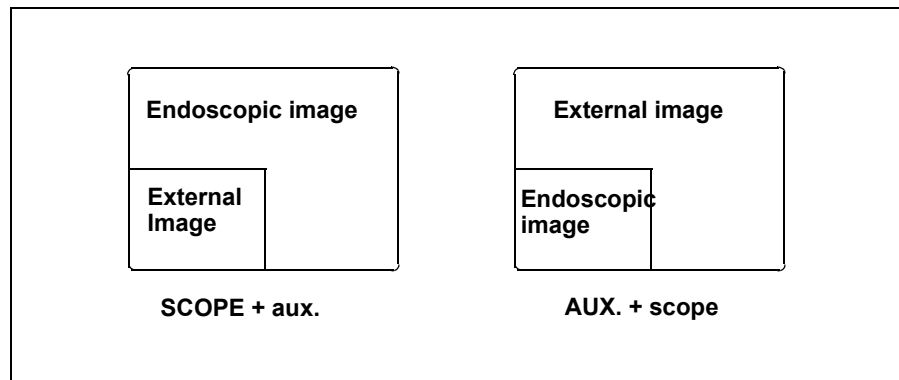 Endoscopic image
External
Image
SCOPE + aux.
External image
Endoscopic
image
AUX. + scope